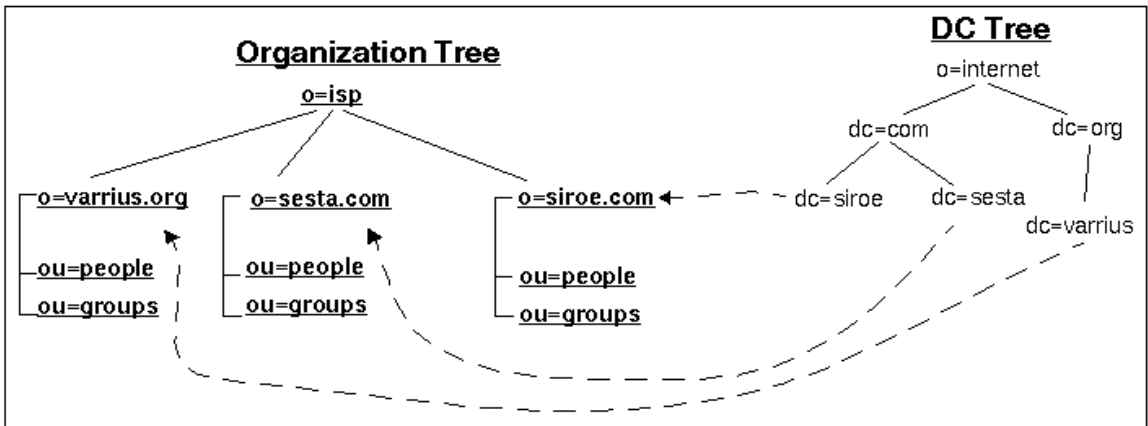 Organization Tree
o=isp
o=varrius.org
ou=people
ou=groups
o=sesta.com
ou=people
ou=groups
o=siroe.com
ou=people
ou=groups
DC Tree
o=internet
dc=com
dc=org
dc=siroe
dc=sesta
dc=varrius